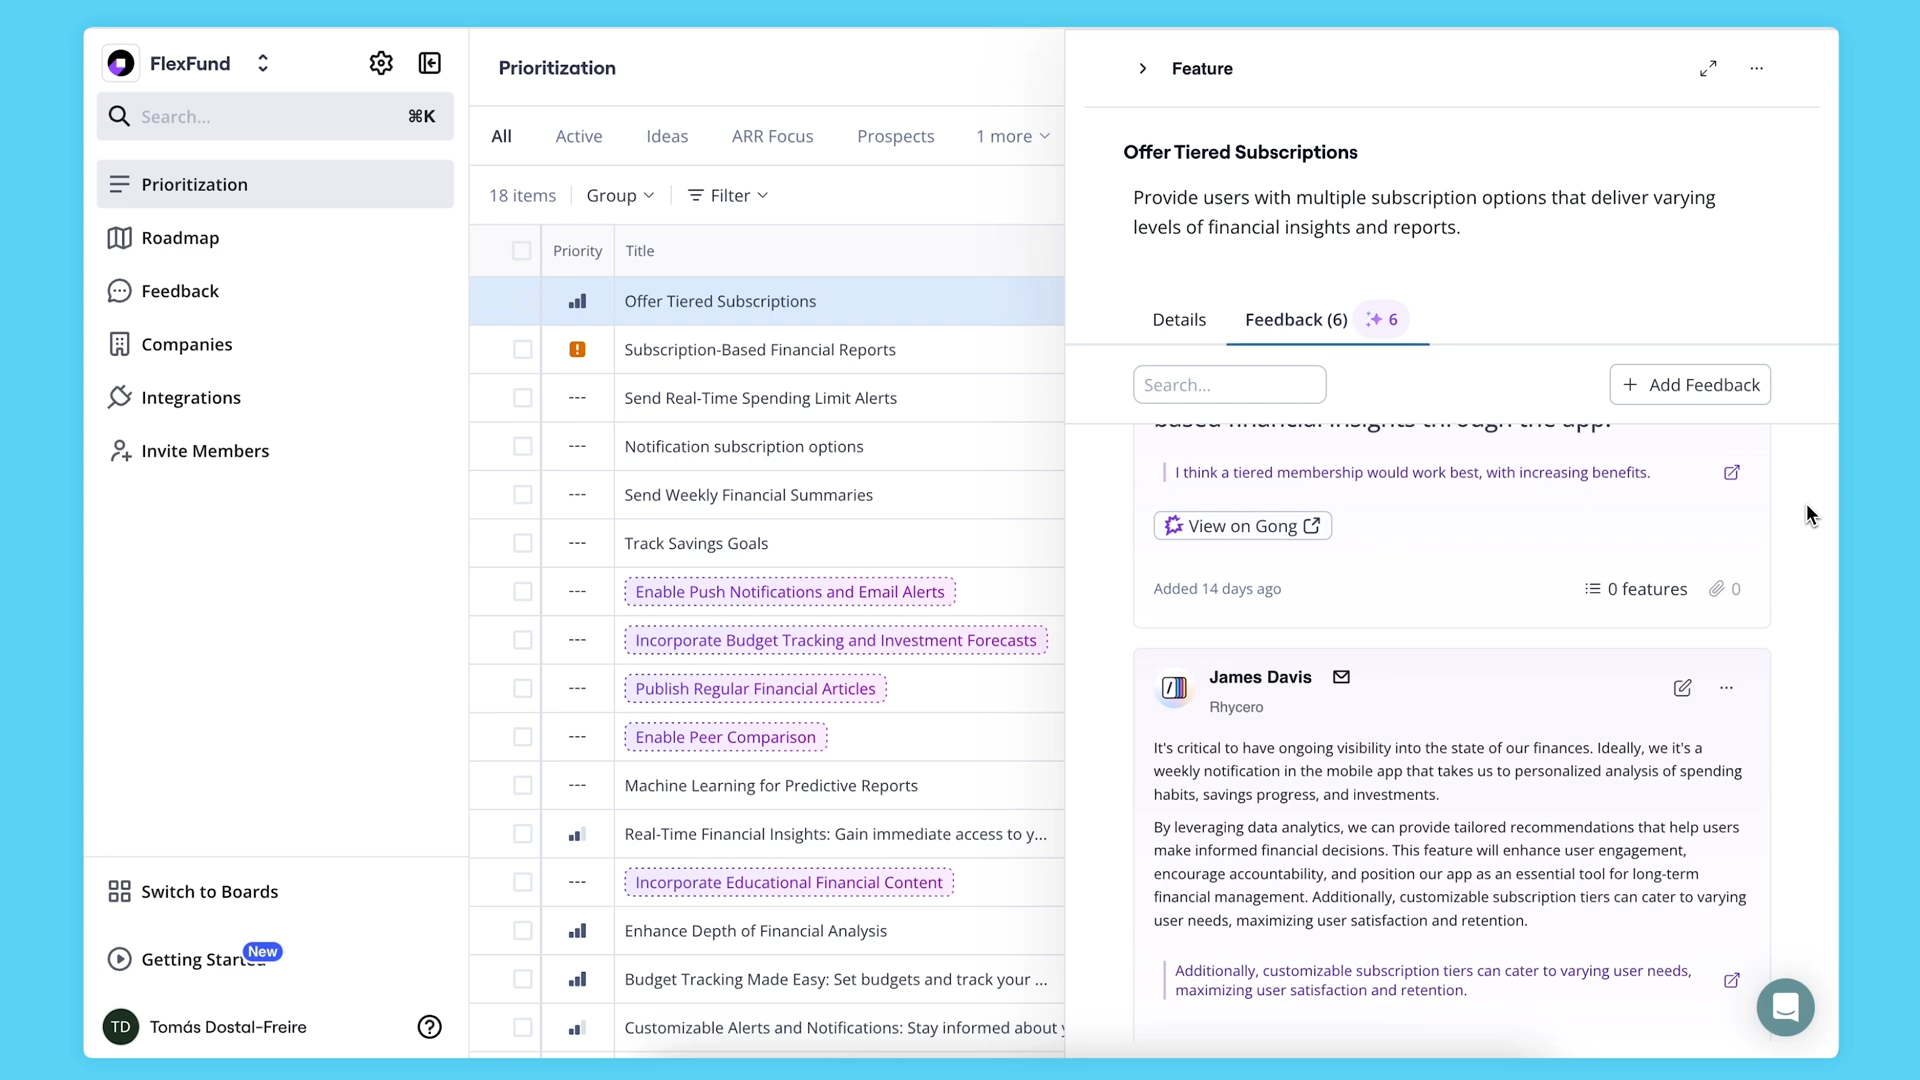 FlexFund
Search...
⌘K
Prioritization
Roadmap
Feedback
Companies
Integrations
Invite Members
Switch to Boards
Getting Started
New
TD
Tomás Dostal-Freire
Prioritization
All
Active
Ideas
ARR Focus
Prospects
1 more
18 items
Group
Filter
Priority
Title
Offer Tiered Subscriptions
Subscription-Based Financial Reports
--- Send Real-Time Spending Limit Alerts
--- Notification subscription options
--- Send Weekly Financial Summaries
--- Track Savings Goals
--- Enable Push Notifications and Email Alerts
--- Incorporate Budget Tracking and Investment Forecasts
--- Publish Regular Financial Articles
--- Enable Peer Comparison
--- Machine Learning for Predictive Reports
Real-Time Financial Insights: Gain immediate access to y...
--- Incorporate Educational Financial Content
Enhance Depth of Financial Analysis
Budget Tracking Made Easy: Set budgets and track your ...
Customizable Alerts and Notifications: Stay informed about
Feature
...
Offer Tiered Subscriptions
Provide users with multiple subscription options that deliver varying
levels of financial insights and reports.
Details
Feedback (6)
6
Search...
+ Add Feedback
based financial insights through the app.
I think a tiered membership would work best, with increasing benefits.
View on Gong
Added 14 days ago
0 features
0
James Davis
Rhycero
...
It's critical to have ongoing visibility into the state of our finances. Ideally, we it's a
weekly notification in the mobile app that takes us to personalized analysis of spending
habits, savings progress, and investments.
By leveraging data analytics, we can provide tailored recommendations that help users
make informed financial decisions. This feature will enhance user engagement,
encourage accountability, and position our app as an essential tool for long-term
financial management. Additionally, customizable subscription tiers can cater to varying
user needs, maximizing user satisfaction and retention.
Additionally, customizable subscription tiers can cater to varying user needs,
maximizing user satisfaction and retention.